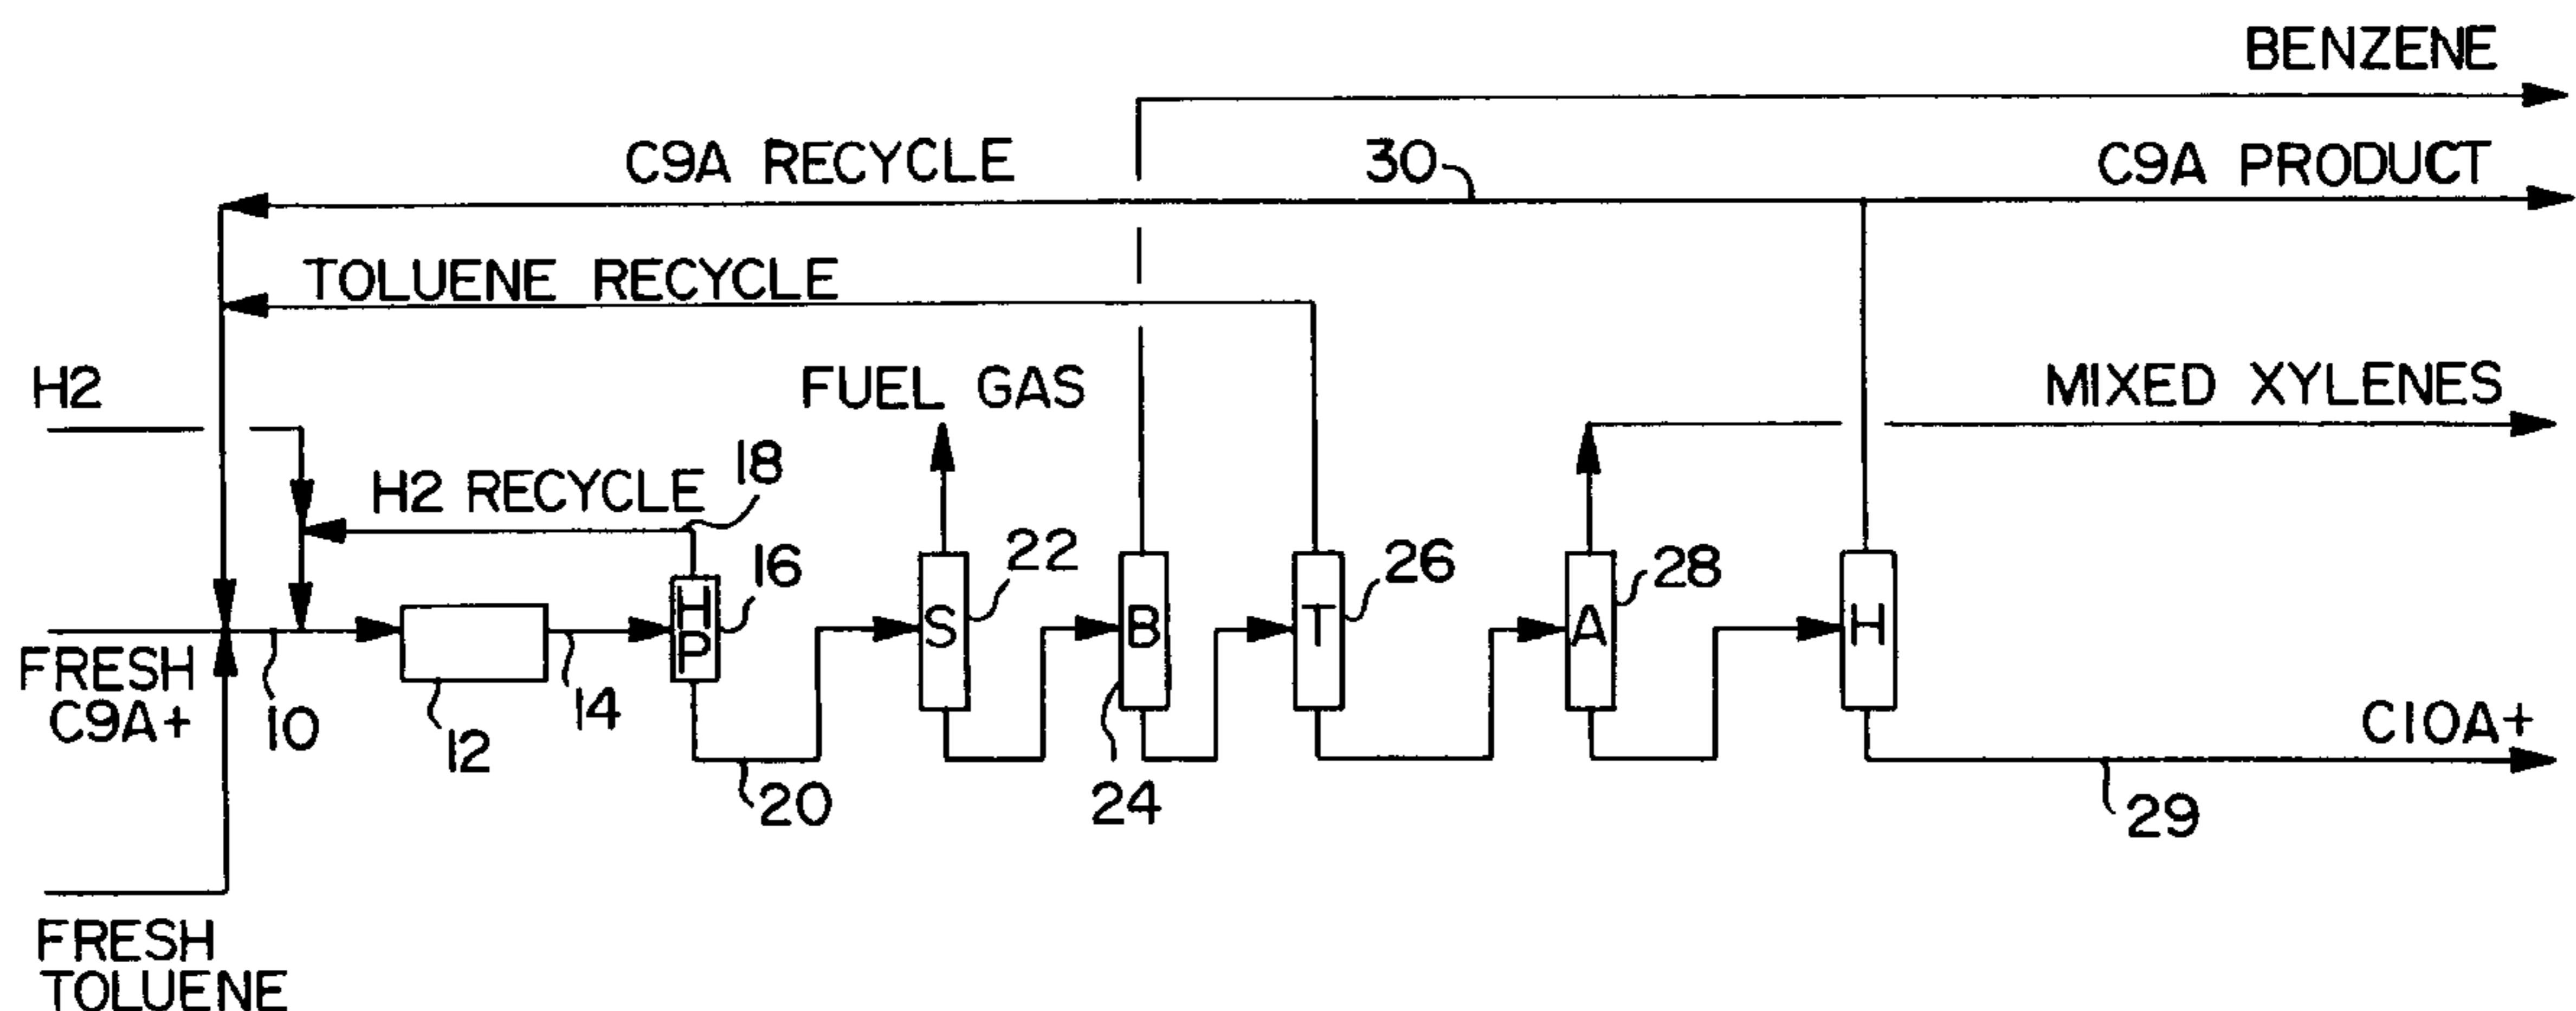 BENZENE
C9A RECYCLE
30
C9A PRODUCT
TOLUENE RECYCLE
H2
FUEL GAS
MIXED XYLENES
H2 RECYCLE
18
16
22
26
28
HP
S
B
T
A
H
FRESH
C9A+
10
12
14
20
24
C10A+
29
FRESH
TOLUENE